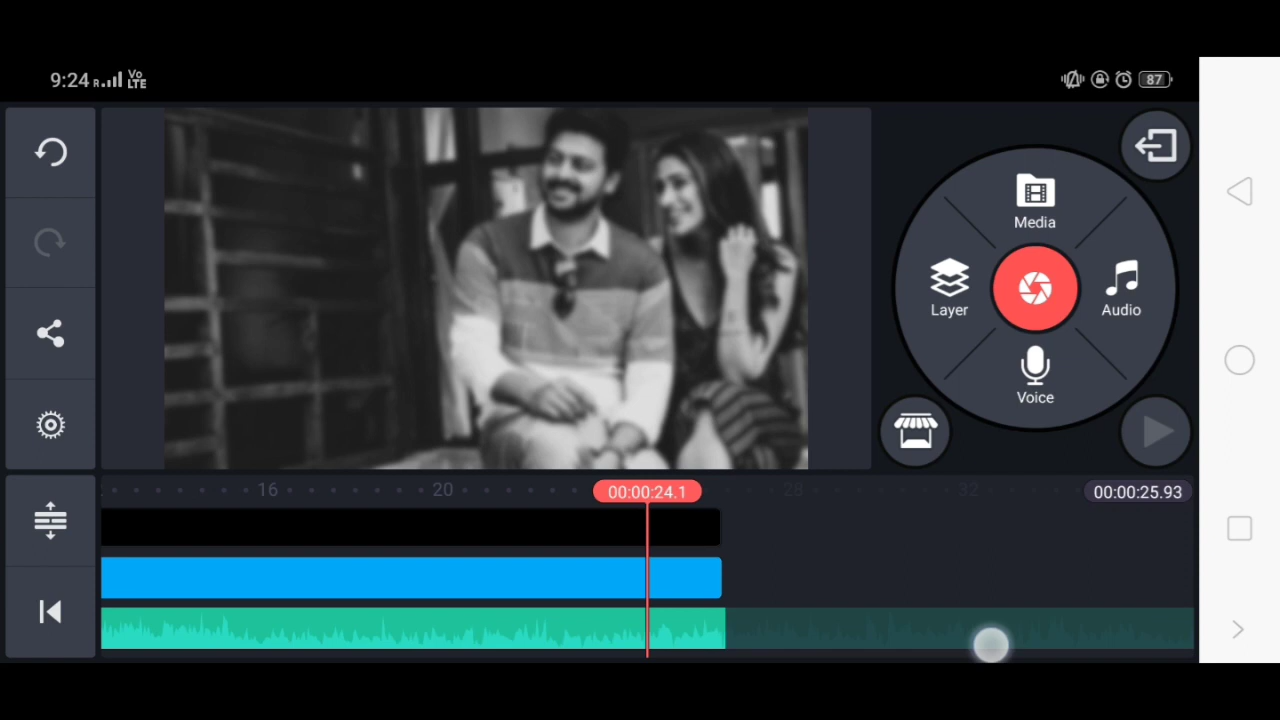 9:24 R Vo LTE
87
Media
Layer
Audio
Voice
16
20
00:00:24.1
28
32
00:00:25.93